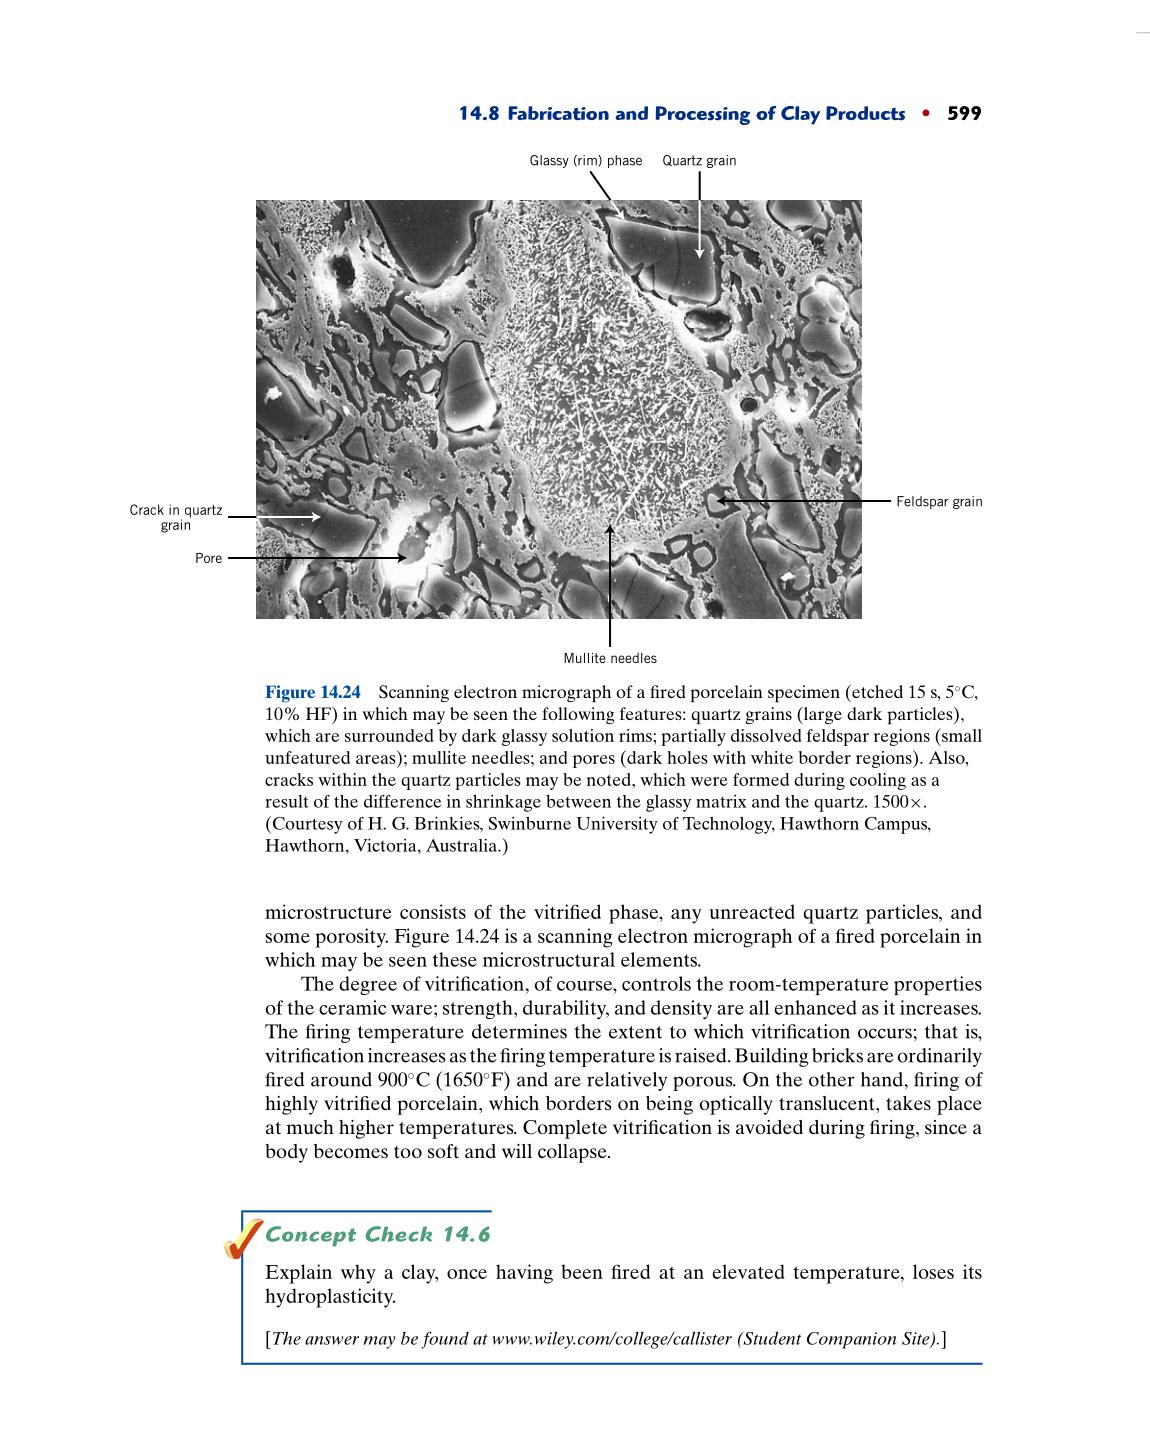 14.8 Fabrication and Processing of Clay Products • 599
Glassy (rim) phase Quartz grain
Crack in quartz
grain
Feldspar grain
Pore
Mullite needles
Figure 14.24 Scanning electron micrograph of a fired porcelain specimen (etched 15 s, 5°C,
10% HF) in which may be seen the following features: quartz grains (large dark particles),
which are surrounded by dark glassy solution rims; partially dissolved feldspar regions (small
unfeatured areas); mullite needles; and pores (dark holes with white border regions). Also,
cracks within the quartz particles may be noted, which were formed during cooling as a
result of the difference in shrinkage between the glassy matrix and the quartz. 1500×.
(Courtesy of H. G. Brinkies, Swinburne University of Technology, Hawthorn Campus,
Hawthorn, Victoria, Australia.)
microstructure consists of the vitrified phase, any unreacted quartz particles, and
some porosity. Figure 14.24 is a scanning electron micrograph of a fired porcelain in
which may be seen these microstructural elements.
The degree of vitrification, of course, controls the room-temperature properties
of the ceramic ware; strength, durability, and density are all enhanced as it increases.
The firing temperature determines the extent to which vitrification occurs; that is,
vitrification increases as the firing temperature is raised. Building bricks are ordinarily
fired around 900°C (1650°F) and are relatively porous. On the other hand, firing of
highly vitrified porcelain, which borders on being optically translucent, takes place
at much higher temperatures. Complete vitrification is avoided during firing, since a
body becomes too soft and will collapse.
Concept Check 14.6
Explain why a clay, once having been fired at an elevated temperature, loses its
hydroplasticity.
[The answer may be found at www.wiley.com/college/callister (Student Companion Site).]